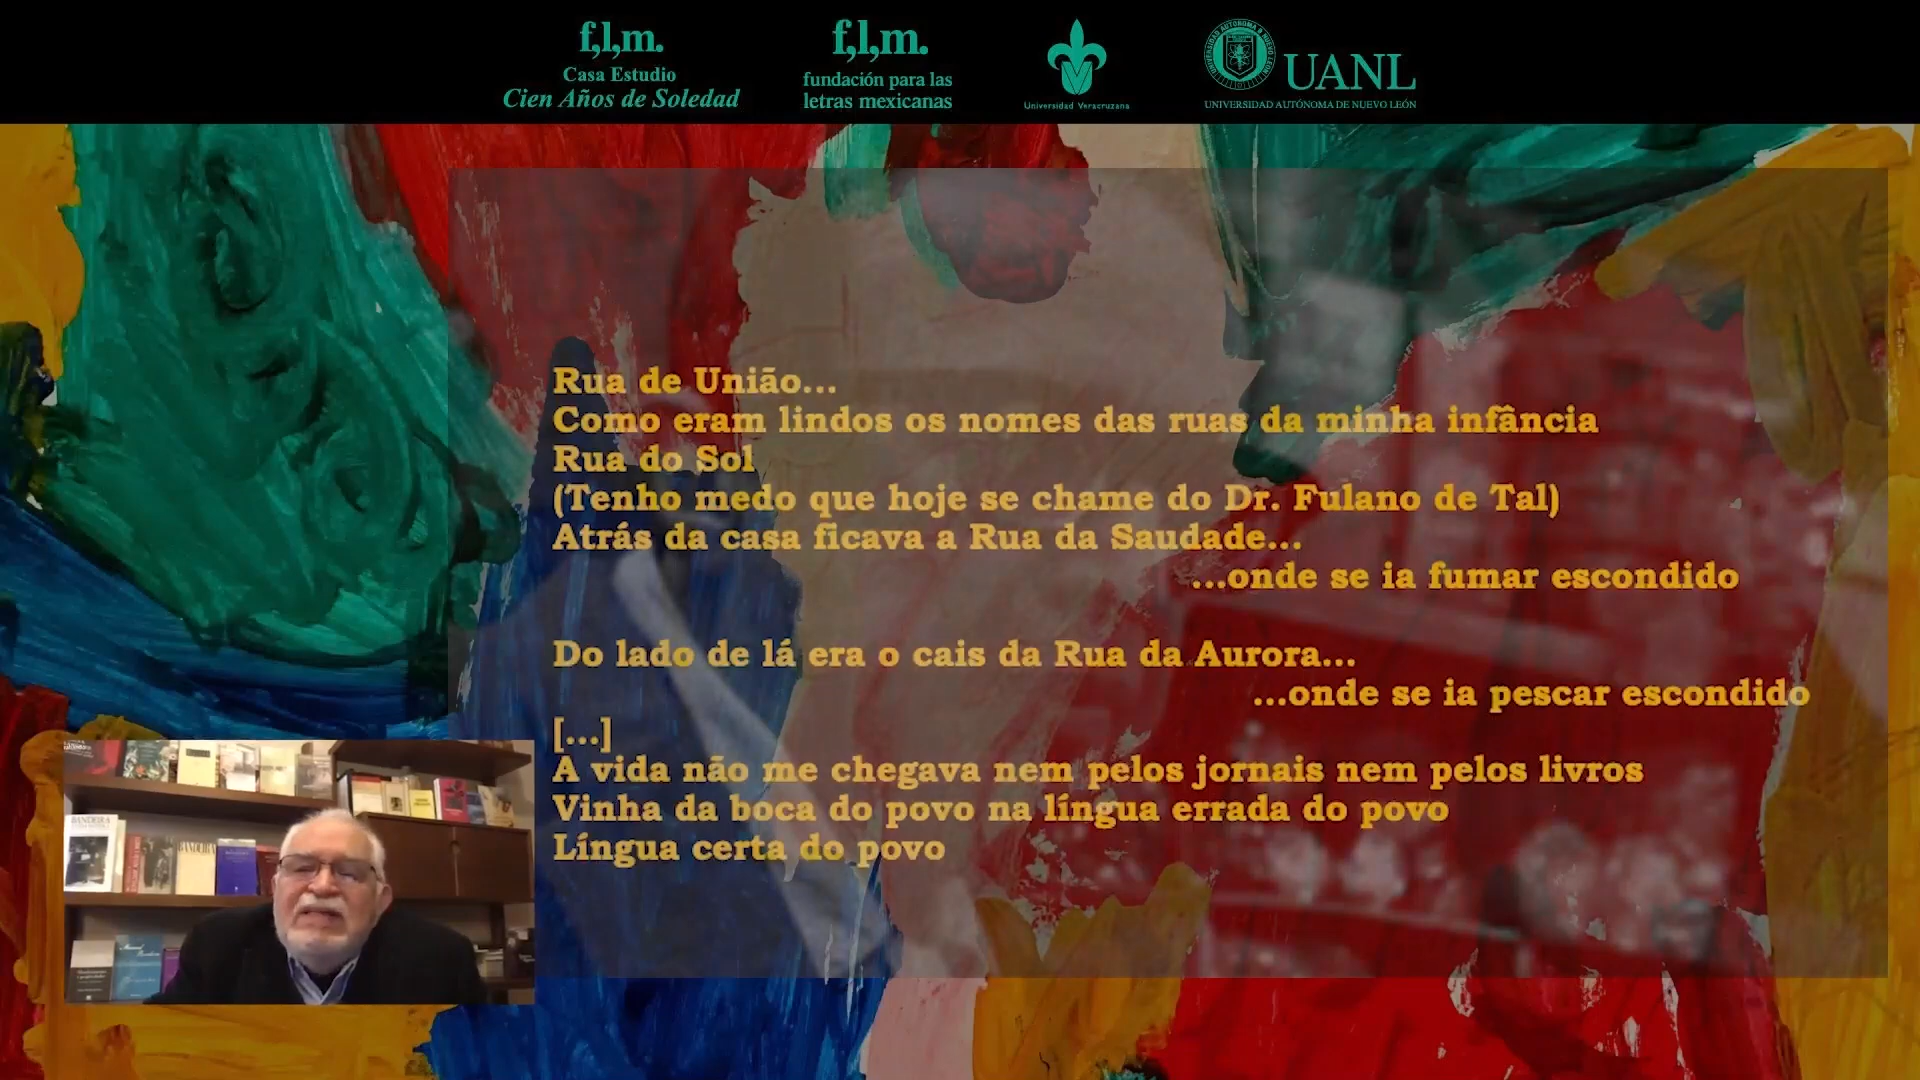 f,l,m.
Casa Estudio
Cien Años de Soledad
f,l,m.
fundación para las
letras mexicanas
Universidad Veracruzana
UANL
UNIVERSIDAD AUTÓNOMA DE NUEVO LEÓN
Rua de União...
Como eram lindos os nomes das ruas da minha infância
Rua do Sol
(Tenho medo que hoje se chame do Dr. Fulano de Tal)
Atrás da casa ficava a Rua da Saudade...
...onde se ia fumar escondido
Do lado de lá era o cais da Rua da Aurora...
...onde se ia pescar escondido
[...]
A vida não me chegava nem pelos jornais nem pelos livros
Vinha da boca do povo na língua errada do povo
Língua certa do povo
BANDEIRA
BANDEIRA